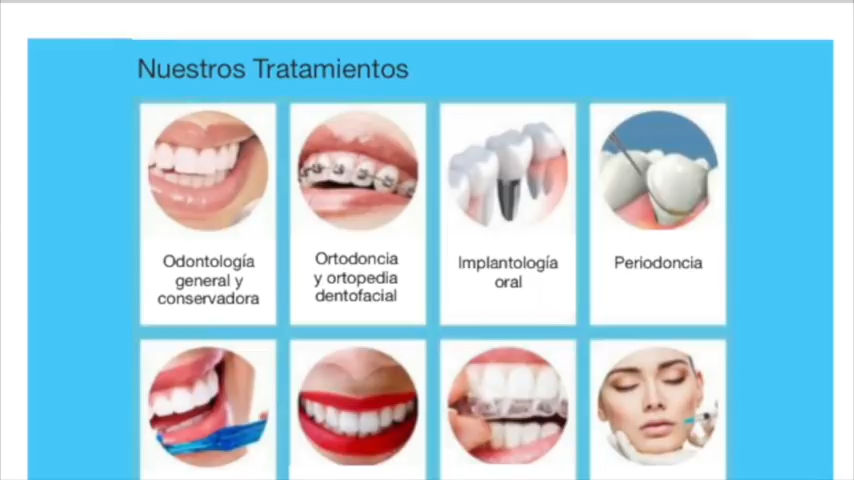 Nuestros Tratamientos
Odontología
general y
conservadora
Ortodoncia
y ortopedia
dentofacial
Implantología
oral
Periodoncia